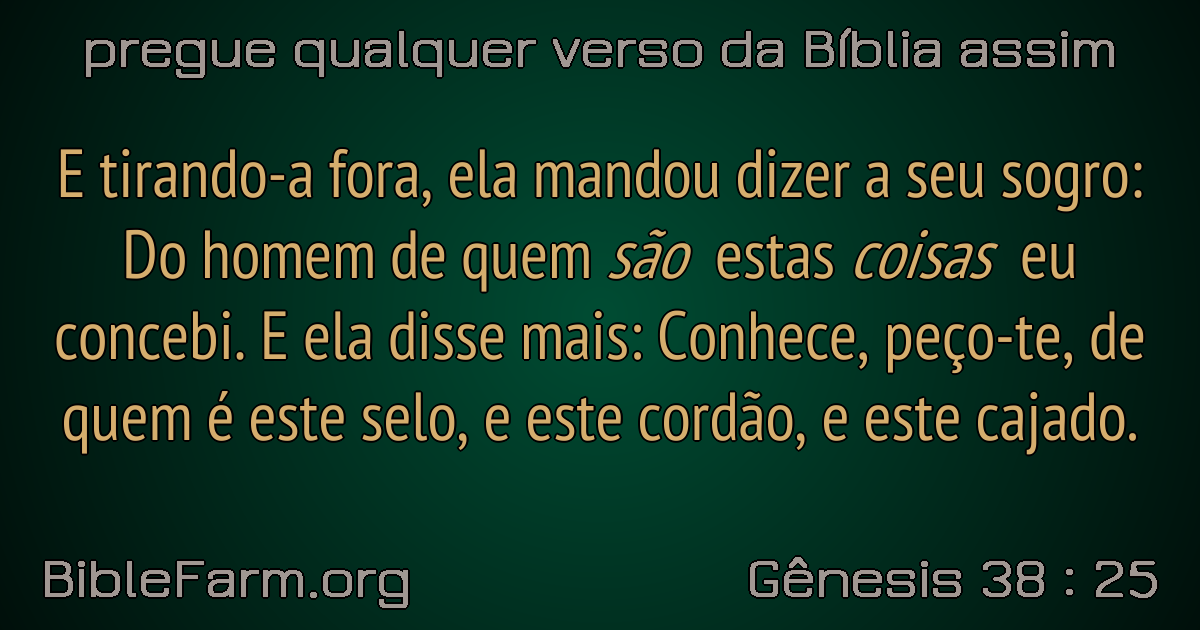 pregue qualquer verso da Bíblia assim
E tirando-a fora, ela mandou dizer a seu sogro:
Do homem de quem são estas coisas eu
concebi. E ela disse mais: Conhece, peço-te, de
quem é este selo, e este cordão, e este cajado.
BibleFarm.org
Gênesis 38 : 25